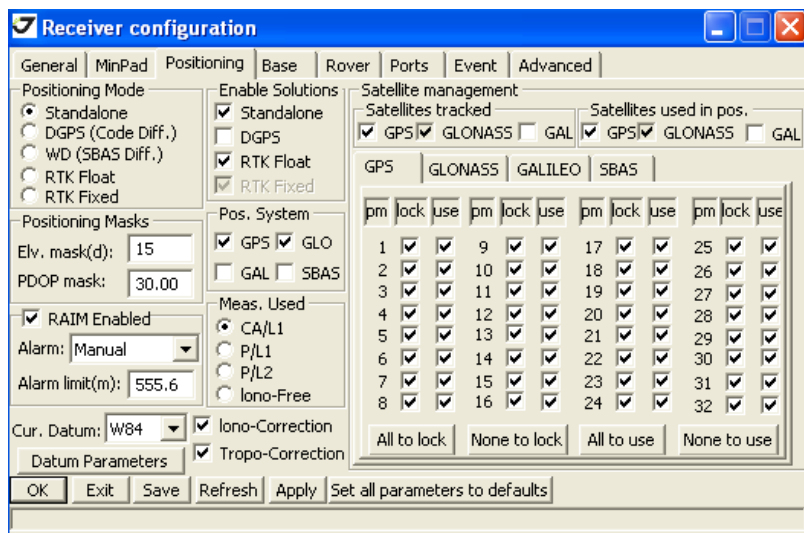 Receiver configuration
General MinPad Positioning Base Rover Ports Event Advanced
Positioning Mode
Standalone
DGPS (Code Diff.)
WD (SBAS Diff.)
RTK Float
RTK Fixed
Enable Solutions
Standalone
DGPS
RTK Float
RTK Fixed
Positioning Masks
Elv. mask(d): 15
PDOP mask: 30.00
Pos. System
GPS GLO
GAL SBAS
RAIM Enabled
Alarm: Manual
Alarm limit(m): 555.6
Meas. Used
CA/L1
P/L1
P/L2
Iono-Free
Cur. Datum: W84
Datum Parameters
Iono-Correction
Tropo-Correction
Satellite management
Satellites tracked
GPS GLONASS GAL
Satellites used in pos.
GPS GLONASS GAL
GPS GLONASS GALILEO SBAS
prn lock use prn lock use prn lock use prn lock use
1 9 17 25
2 10 18 26
3 11 19 27
4 12 20 28
5 13 21 29
6 14 22 30
7 15 23 31
8 16 24 32
All to lock None to lock All to use None to use
OK Exit Save Refresh Apply Set all parameters to defaults